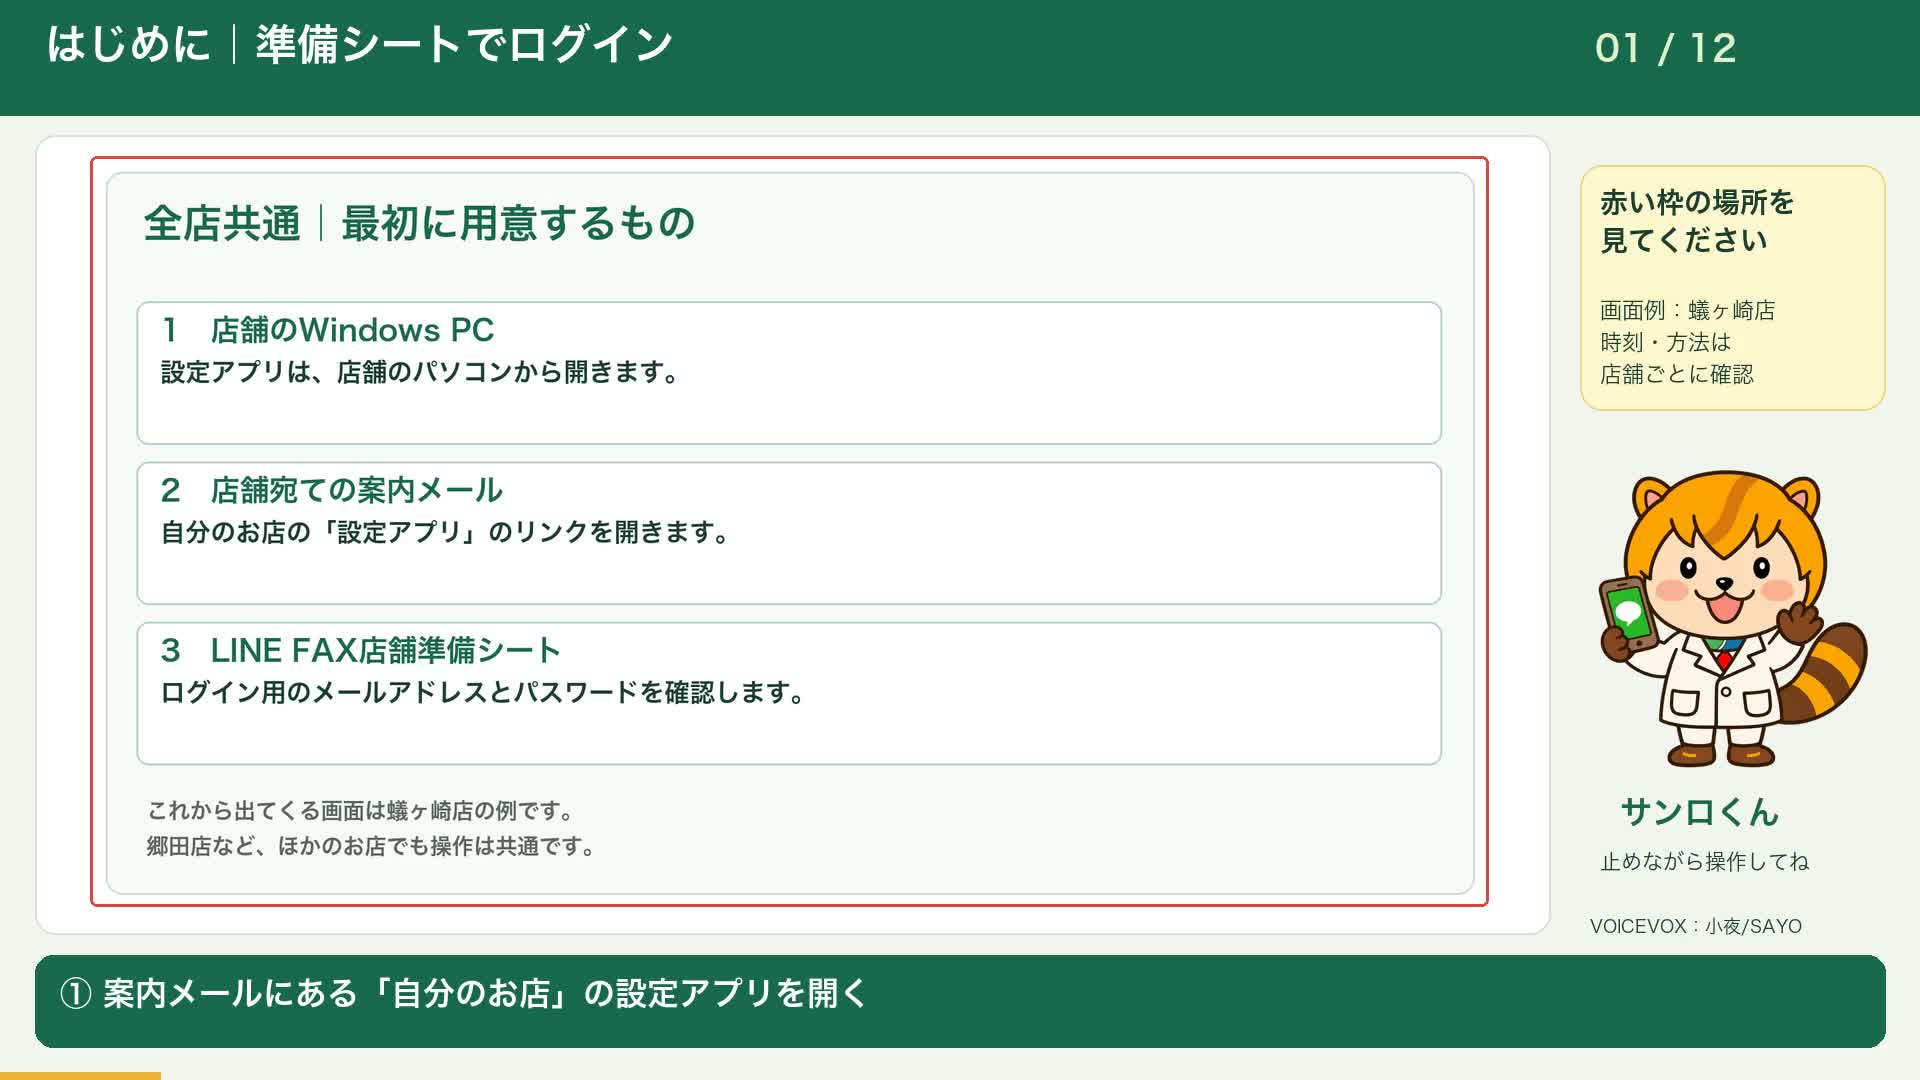 はじめに｜準備シートでログイン
01 / 12
全店共通｜最初に用意するもの
1　店舗のWindows PC
設定アプリは、店舗のパソコンから開きます。
2　店舗宛ての案内メール
自分のお店の「設定アプリ」のリンクを開きます。
3　LINE FAX店舗準備シート
ログイン用のメールアドレスとパスワードを確認します。
これから出てくる画面は蟻ヶ崎店の例です。
郷田店など、ほかのお店でも操作は共通です。
赤い枠の場所を
見てください
画面例：蟻ヶ崎店
時刻・方法は
店舗ごとに確認
サンロくん
止めながら操作してね
VOICEVOX：小夜/SAYO
① 案内メールにある「自分のお店」の設定アプリを開く